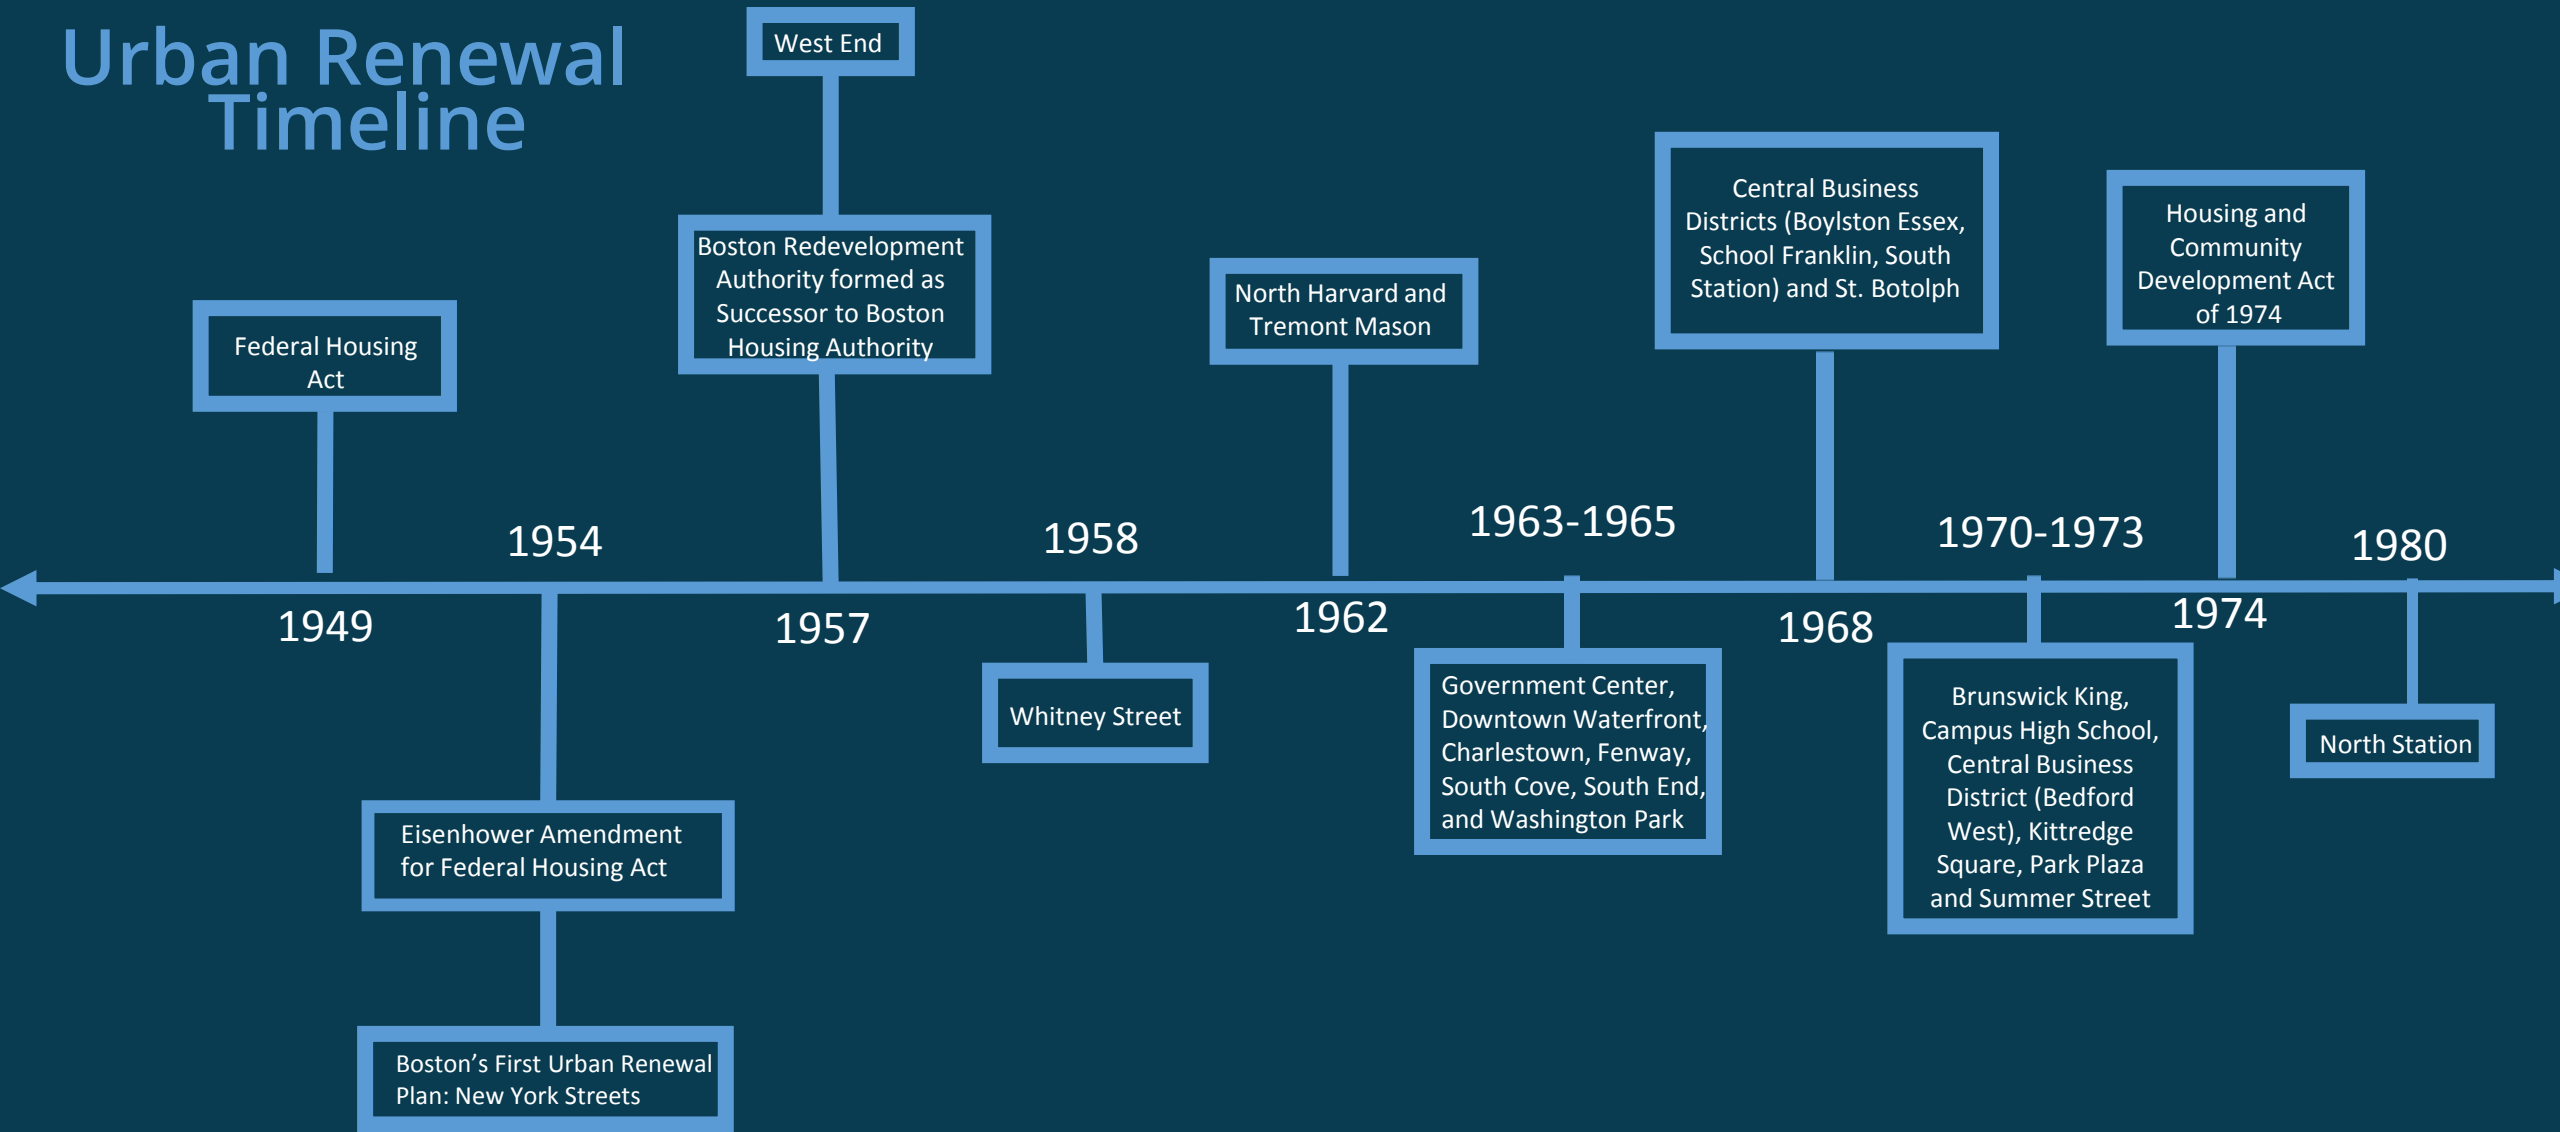 Urban Renewal
Timeline
West End
Boston Redevelopment
Authority formed as
Successor to Boston
Housing Authority
Federal Housing
Act
North Harvard and
Tremont Mason
Central Business
Districts (Boylston Essex,
School Franklin, South
Station) and St. Botolph
Housing and
Community
Development Act
of 1974
1949
1954
1957
1958
1962
1963-1965
1968
1970-1973
1974
1980
Eisenhower Amendment
for Federal Housing Act
Boston’s First Urban Renewal
Plan: New York Streets
Whitney Street
Government Center,
Downtown Waterfront,
Charlestown, Fenway,
South Cove, South End,
and Washington Park
Brunswick King,
Campus High School,
Central Business
District (Bedford
West), Kittredge
Square, Park Plaza
and Summer Street
North Station